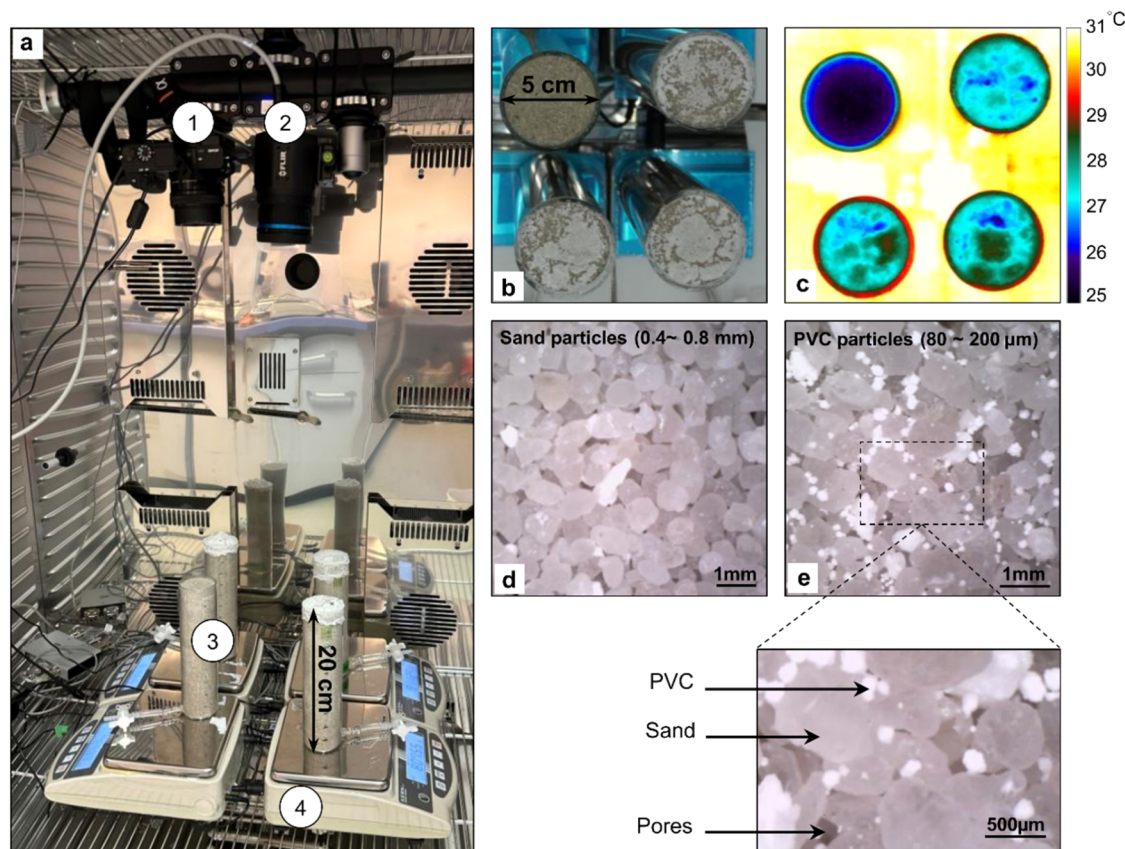 a
1
2
FLIR
3
20 cm
4
5 cm
b
31°C
30
29
28
27
26
25
c
Sand particles (0.4~ 0.8 mm)
d
1mm
PVC particles (80 ~ 200 µm)
e
1mm
PVC
Sand
Pores
500µm